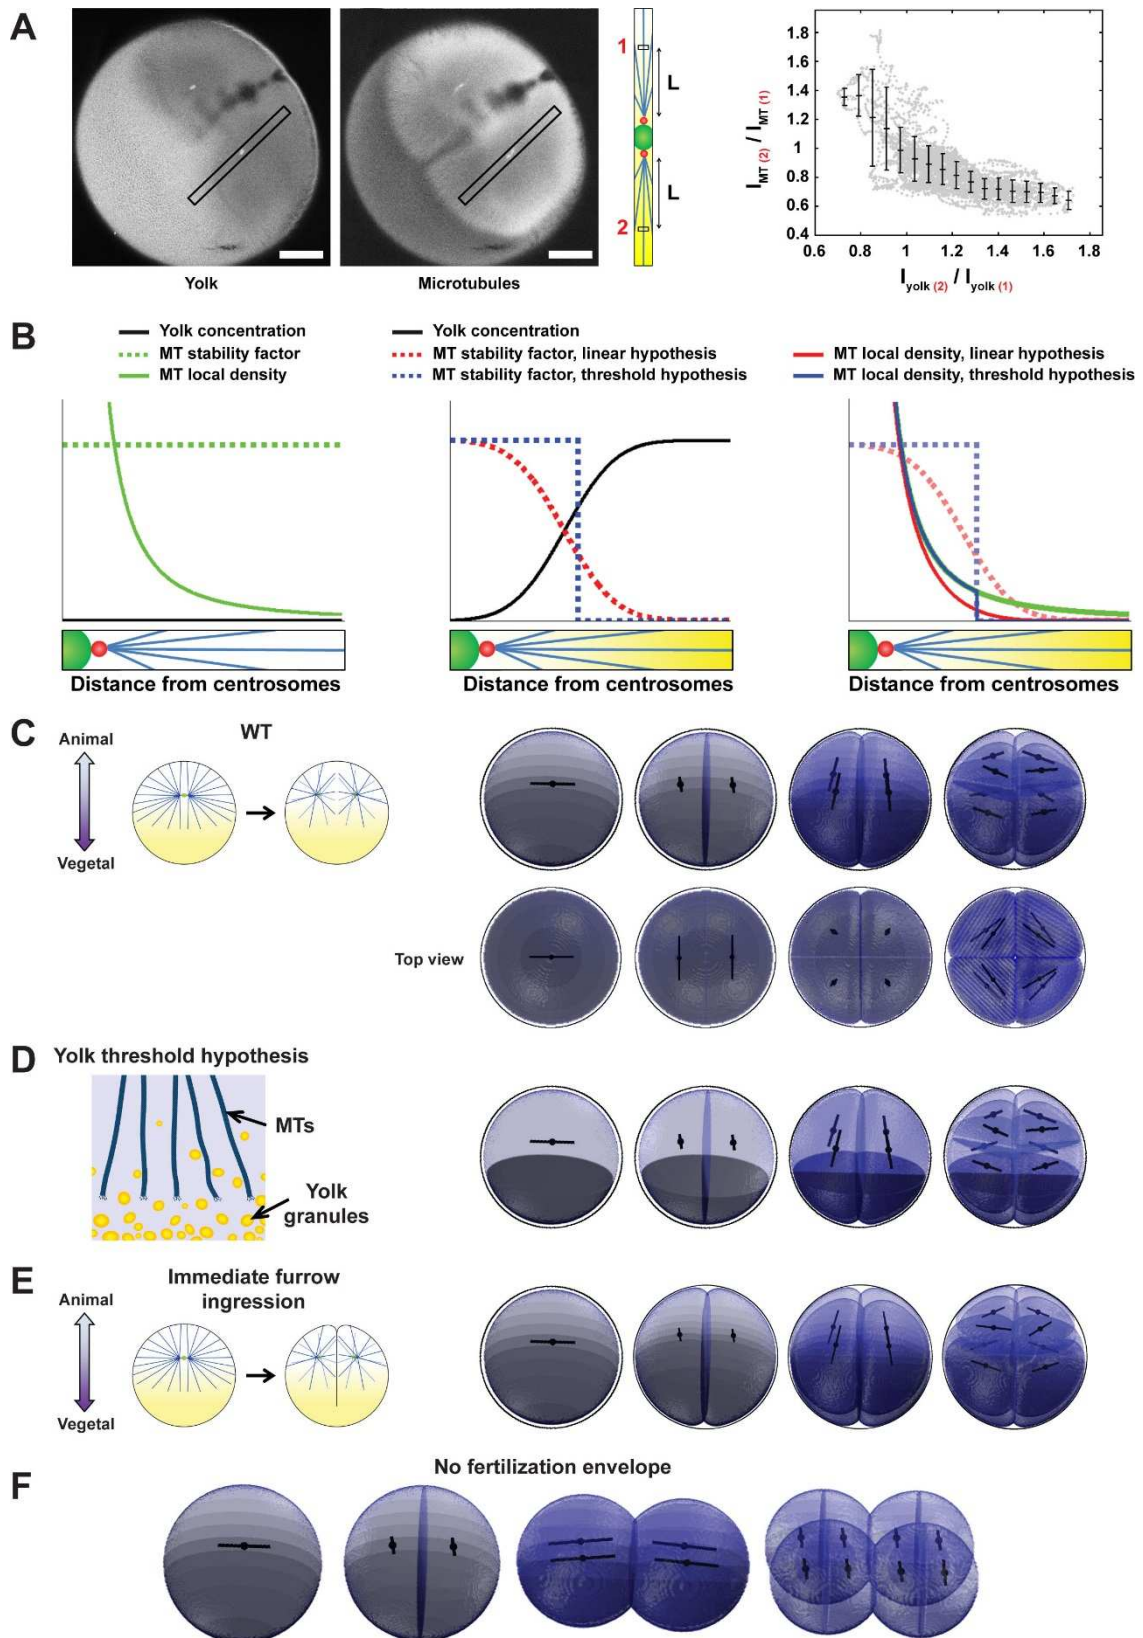 A
Yolk
Microtubules
1
L
L
2
I MT (2) / I MT (1)
1.8
1.6
1.4
1.2
1
0.8
0.6
0.4
0.6 0.8 1 1.2 1.4 1.6 1.8
I yolk (2) / I yolk (1)
B
Yolk concentration
MT stability factor
MT local density
Yolk concentration
MT stability factor, linear hypothesis
MT stability factor, threshold hypothesis
MT local density, linear hypothesis
MT local density, threshold hypothesis
Distance from centrosomes
Distance from centrosomes
Distance from centrosomes
C
WT
Animal
Vegetal
Top view
D
Yolk threshold hypothesis
MTs
Yolk
granules
E
Immediate furrow
ingression
Animal
Vegetal
F
No fertilization envelope